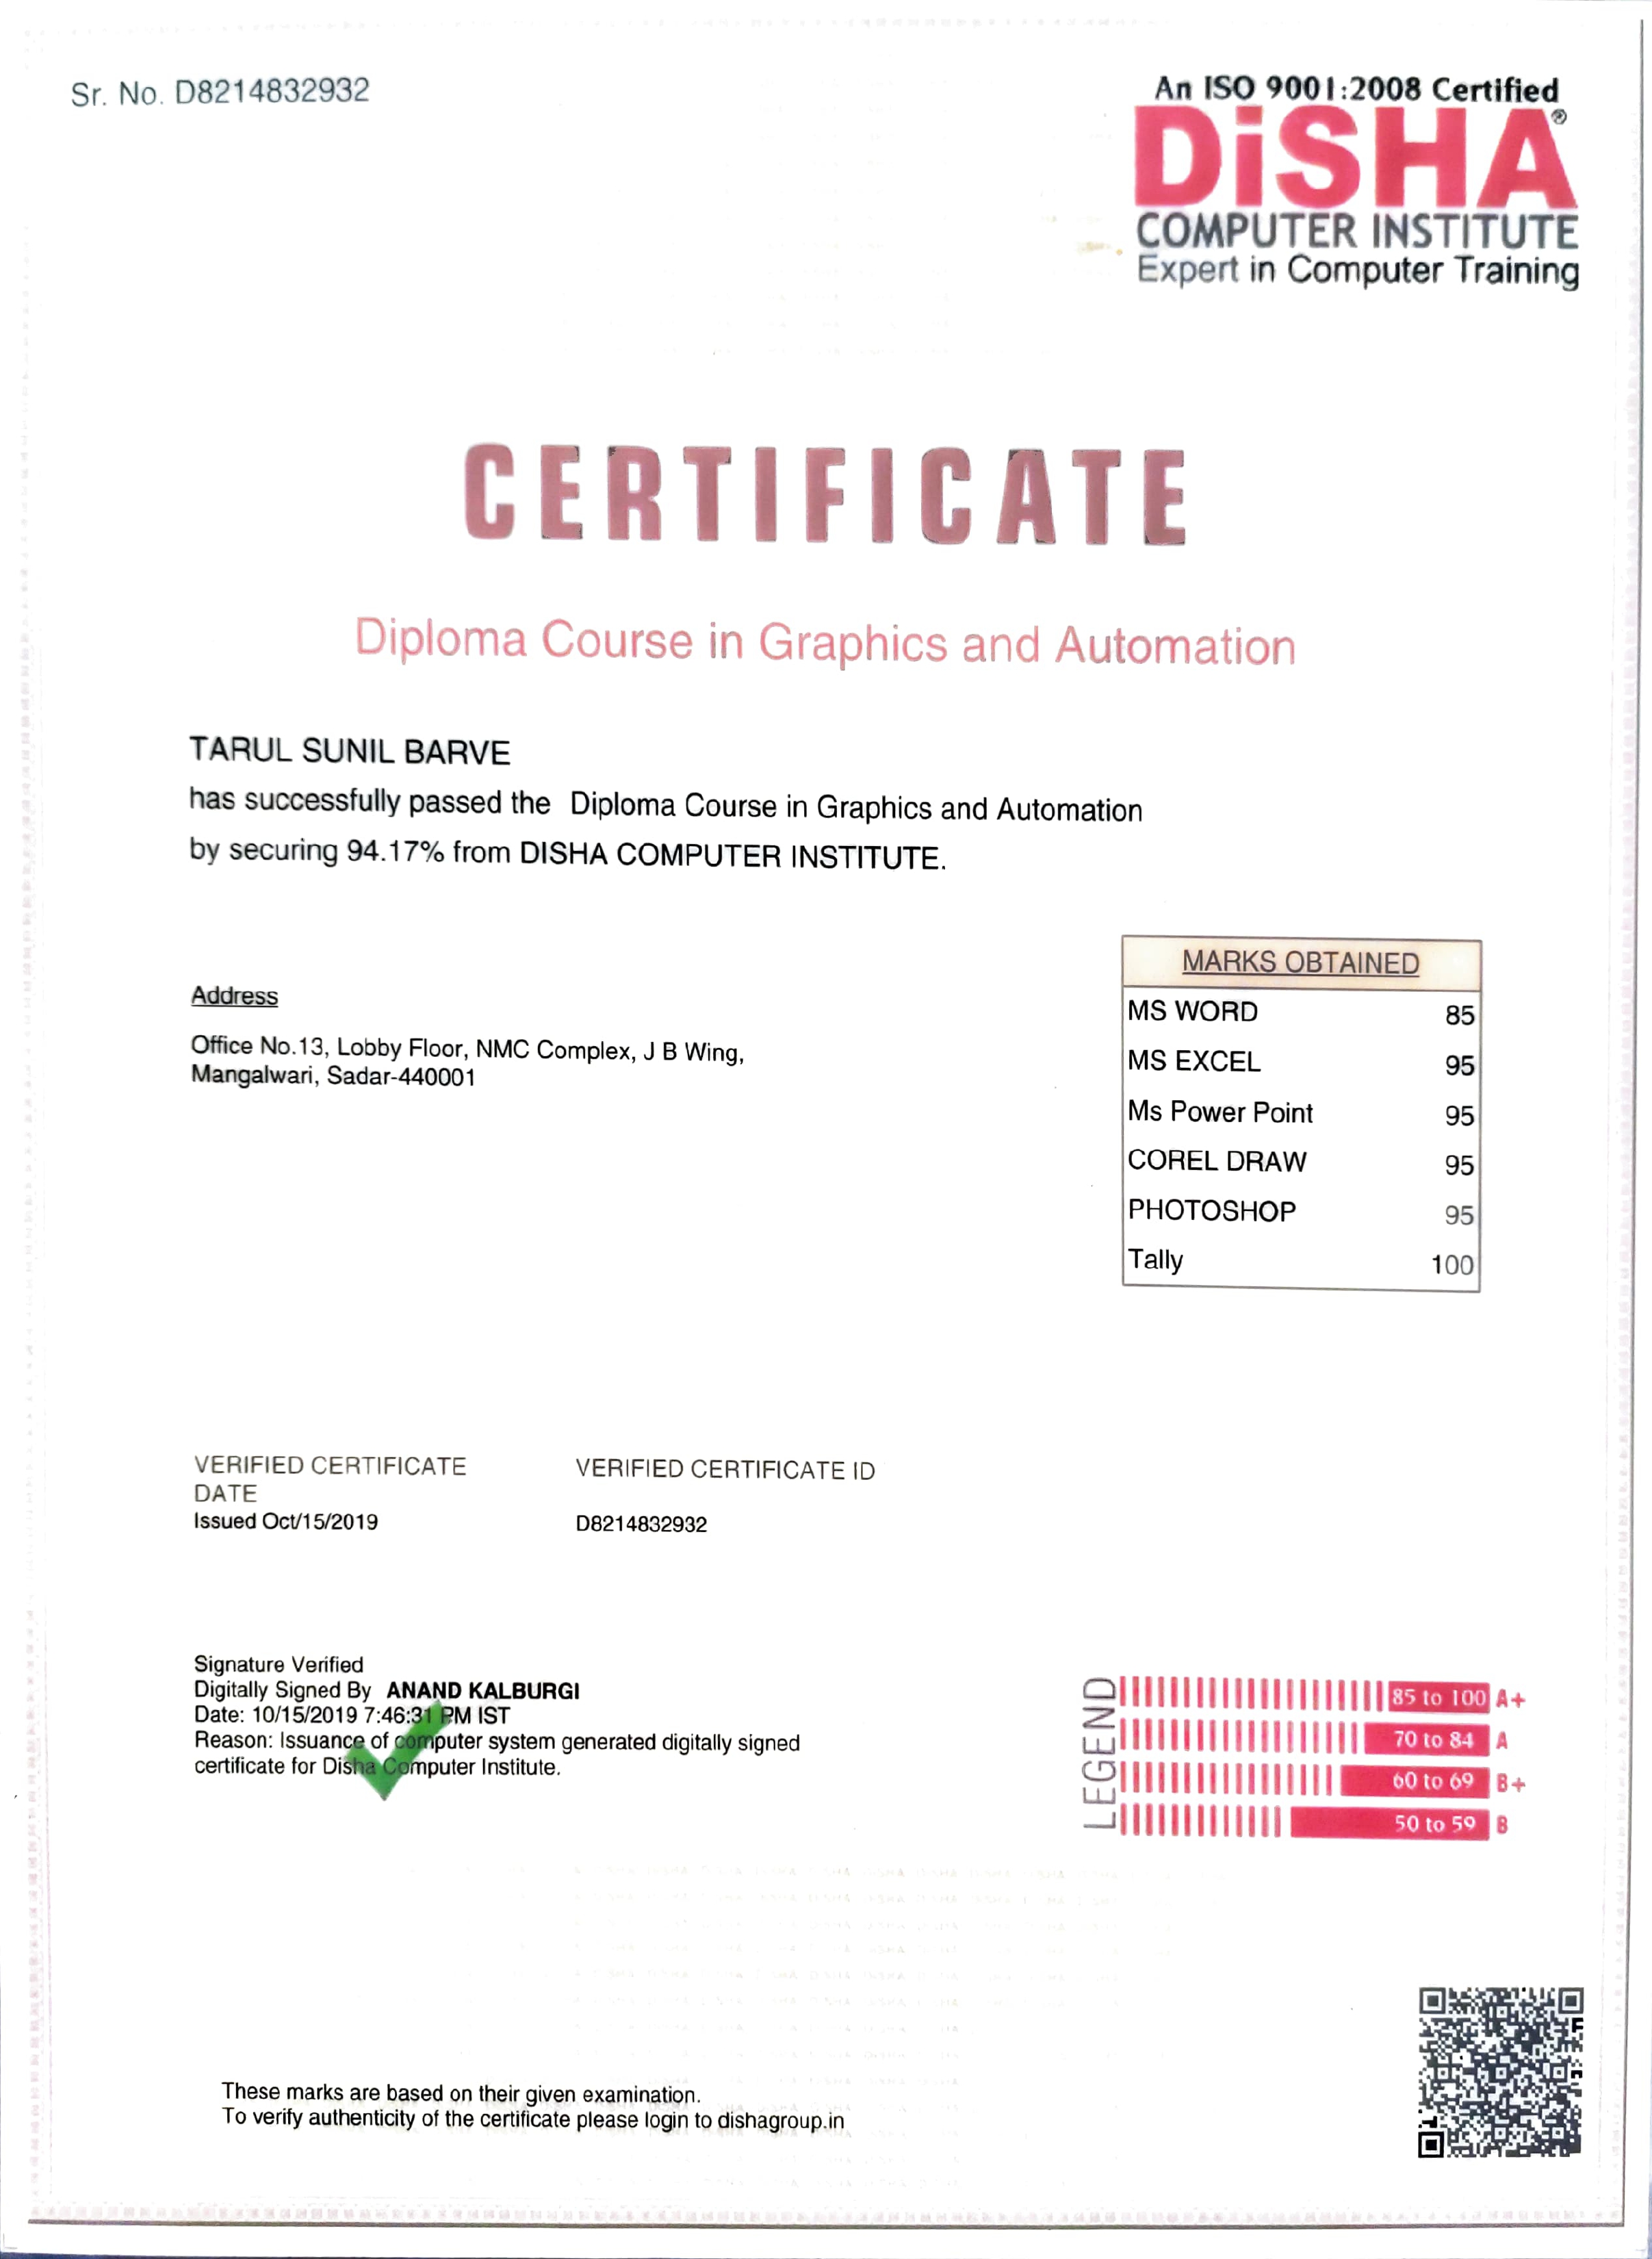 Sr. No. D8214832932
An ISO 9001:2008 Certified
DiSHA®
COMPUTER INSTITUTE
Expert in Computer Training
CERTIFICATE
Diploma Course in Graphics and Automation
TARUL SUNIL BARVE
has successfully passed the Diploma Course in Graphics and Automation
by securing 94.17% from DISHA COMPUTER INSTITUTE.
Address
Office No.13, Lobby Floor, NMC Complex, J B Wing,
Mangalwari, Sadar-440001
MARKS OBTAINED
MS WORD 85
MS EXCEL 95
Ms Power Point 95
COREL DRAW 95
PHOTOSHOP 95
Tally 100
VERIFIED CERTIFICATE
DATE
Issued Oct/15/2019
VERIFIED CERTIFICATE ID
D8214832932
Signature Verified
Digitally Signed By ANAND KALBURGI
Date: 10/15/2019 7:46:31 PM IST
Reason: Issuance of computer system generated digitally signed
certificate for Disha Computer Institute.
LEGEND
85 to 100 A+
70 to 84 A
60 to 69 B+
50 to 59 B
These marks are based on their given examination.
To verify authenticity of the certificate please login to dishagroup.in